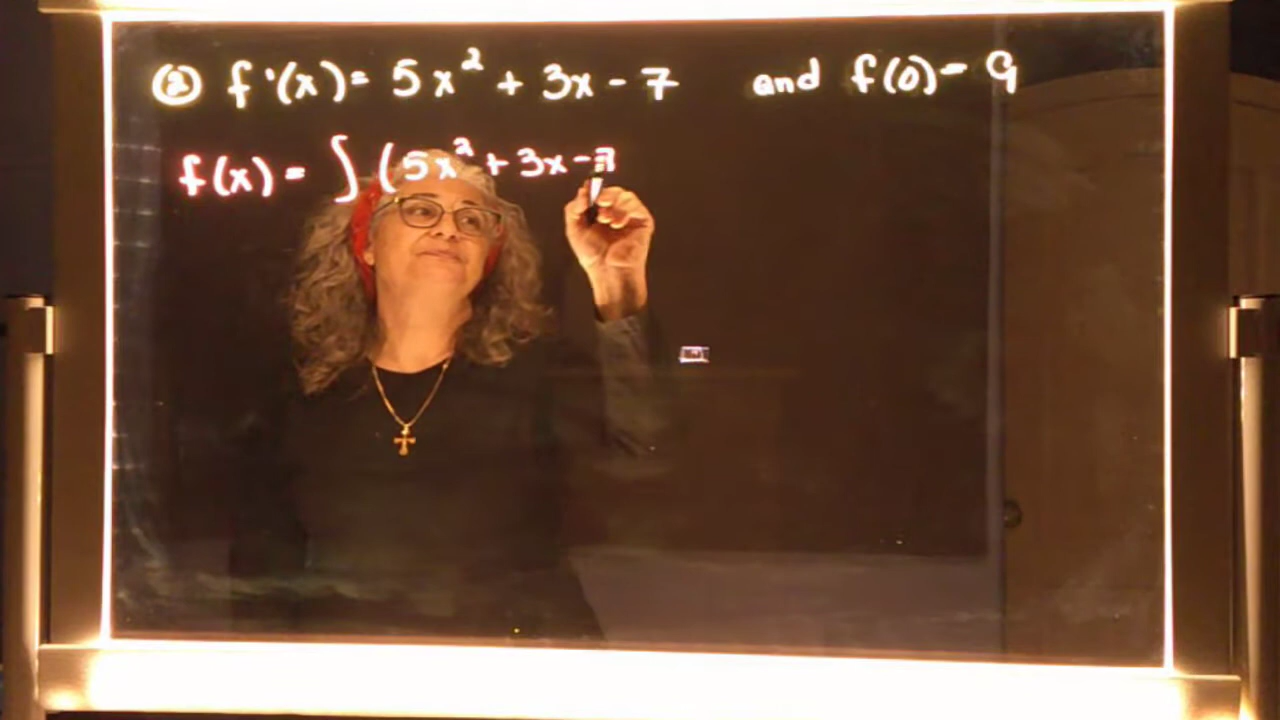 ② f'(x)= 5x² + 3x - 7 and f(0)= 9
f(x) = ∫ (5x² + 3x - 7